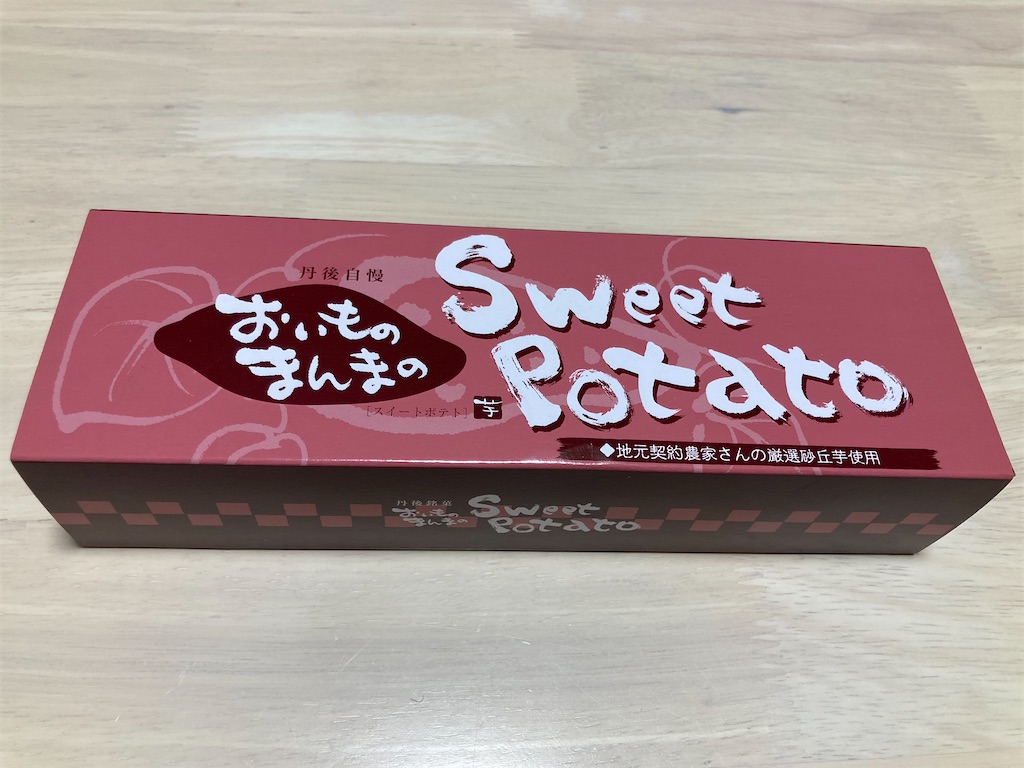 丹後自慢
おいもの
まんまの
Sweet
Potato
[スイートポテト]
芋
◆地元契約農家さんの厳選砂丘芋使用
丹後銘菓
おいもの
まんまの
Sweet
Potato